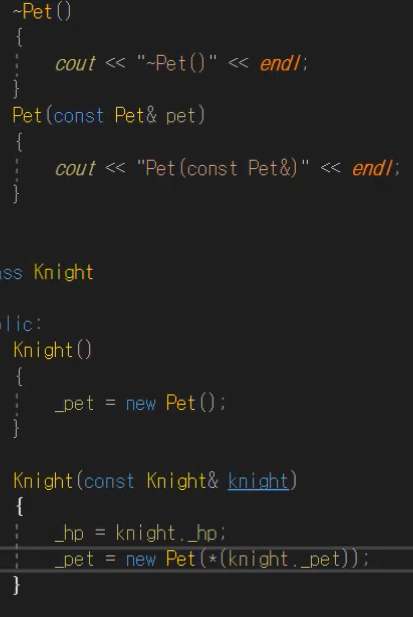 ~Pet()
{
cout << "~Pet()" << endl;
}
Pet(const Pet& pet)
{
cout << "Pet(const Pet&)" << endl;
}
ass Knight
lic:
Knight()
{
_pet = new Pet();
}
Knight(const Knight& knight)
{
_hp = knight._hp;
_pet = new Pet(*(knight._pet));
}